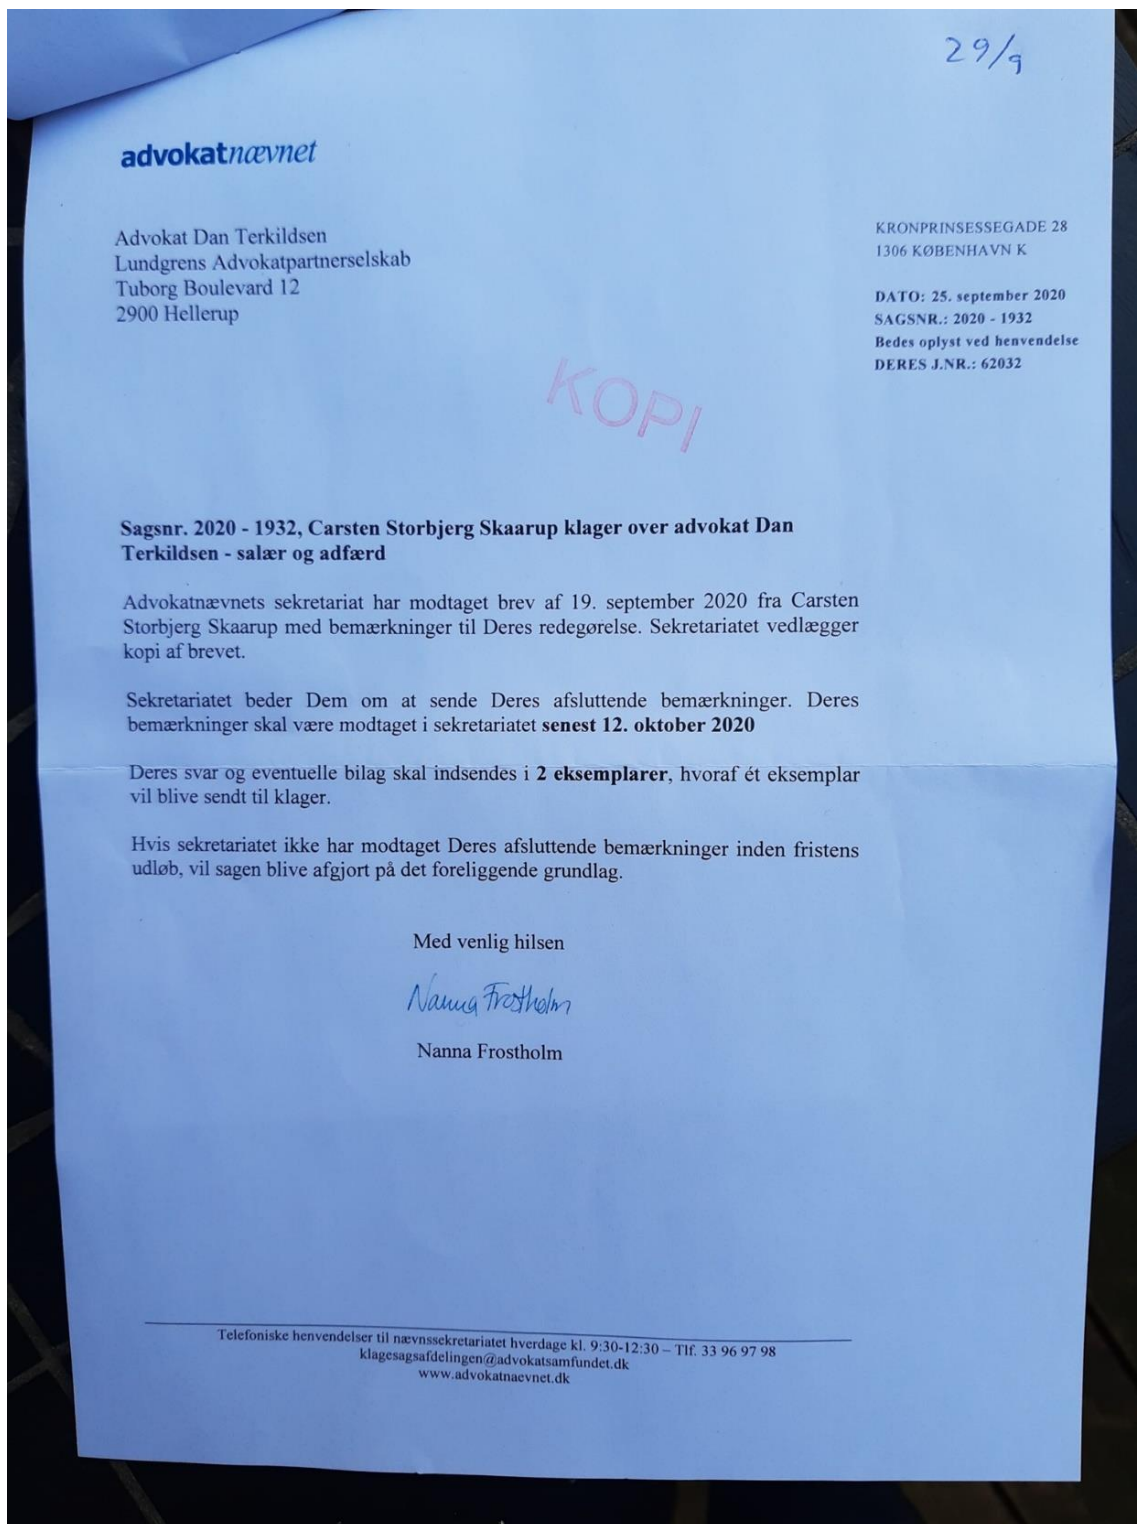 29/9
advokatnævnet
Advokat Dan Terkildsen
Lundgrens Advokatpartnerselskab
Tuborg Boulevard 12
2900 Hellerup
KRONPRINSESSEGADE 28
1306 KØBENHAVN K
DATO: 25. september 2020
SAGSNR.: 2020 - 1932
Bedes oplyst ved henvendelse
DERES J.NR.: 62032
KOPI
Sagsnr. 2020 - 1932, Carsten Storbjerg Skaarup klager over advokat Dan
Terkildsen - salær og adfærd
Advokatnævnets sekretariat har modtaget brev af 19. september 2020 fra Carsten
Storbjerg Skaarup med bemærkninger til Deres redegørelse. Sekretariatet vedlægger
kopi af brevet.
Sekretariatet beder Dem om at sende Deres afsluttende bemærkninger. Deres
bemærkninger skal være modtaget i sekretariatet senest 12. oktober 2020
Deres svar og eventuelle bilag skal indsendes i 2 eksemplarer, hvoraf ét eksemplar
vil blive sendt til klager.
Hvis sekretariatet ikke har modtaget Deres afsluttende bemærkninger inden fristens
udløb, vil sagen blive afgjort på det foreliggende grundlag.
Med venlig hilsen
Nanna Frostholm
Nanna Frostholm
Telefoniske henvendelser til nævnssekretariatet hverdage kl. 9:30-12:30 – Tlf. 33 96 97 98
klagesagsafdelingen@advokatsamfundet.dk
www.advokatnaevnet.dk